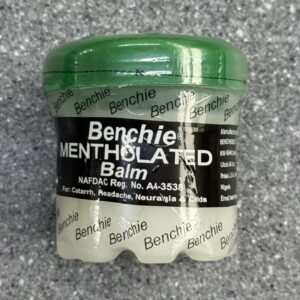 Benchie Benchie Benchie
Benchie
MENTHOLATED
Balm
NAFDAC Reg. No. A4-3538
For: Catarrh, Headache, Neuralgia & Colds
Nigeria
Benchie Benchie Benchie
Benchie Benchie